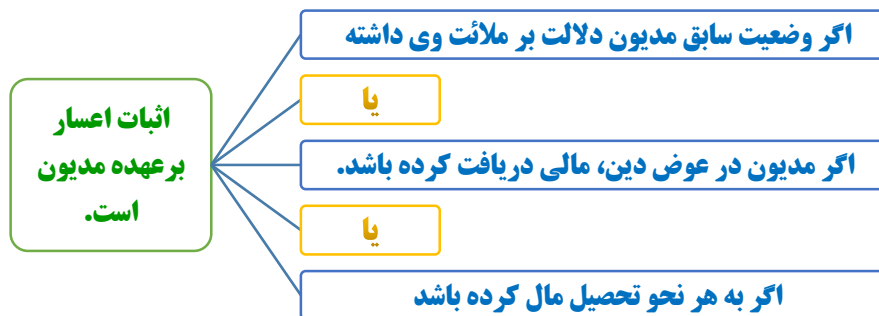 اثبات اعسار
برعهده مدیون
است.
اگر وضعیت سابق مدیون دلالت بر ملائت وی داشته
یا
اگر مدیون در عوض دین، مالی دریافت کرده باشد.
یا
اگر به هر نحو تحصیل مال کرده باشد